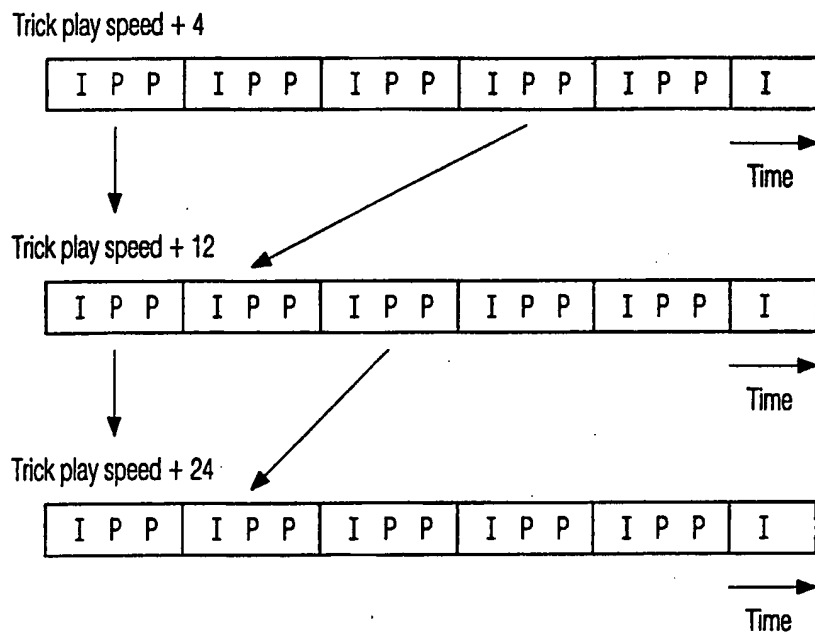 Trick play speed + 4
I P P I P P I P P I P P I P P I
Time
Trick play speed + 12
I P P I P P I P P I P P I P P I
Time
Trick play speed + 24
I P P I P P I P P I P P I P P I
Time